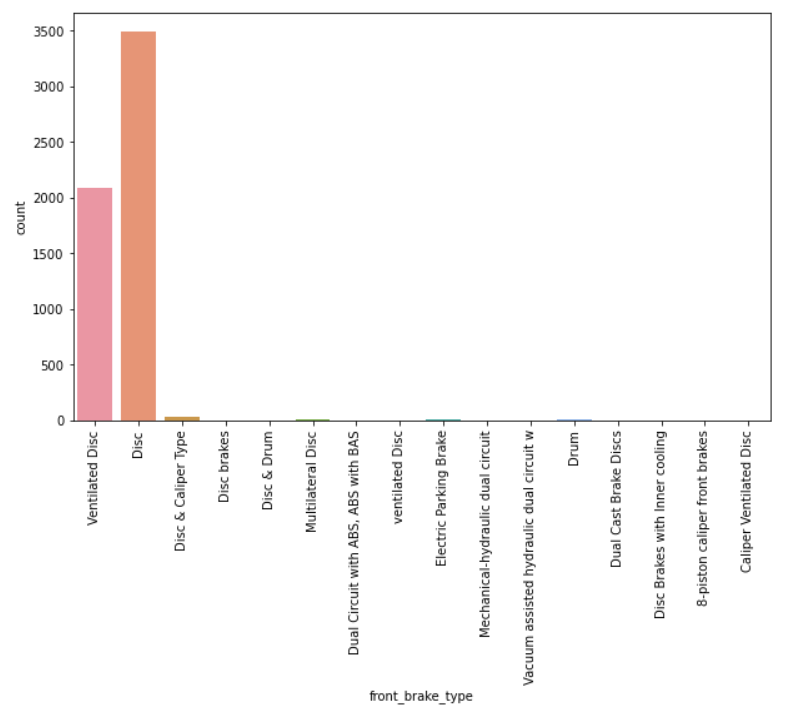 3500
3000
2500
2000
1500
1000
500
0
count
Ventilated Disc
Disc
Disc & Caliper Type
Disc brakes
Disc & Drum
Multilateral Disc
Dual Circuit with ABS, ABS with BAS
ventilated Disc
Electric Parking Brake
Mechanical-hydraulic dual circuit
Vacuum assisted hydraulic dual circuit w
Drum
Dual Cast Brake Discs
Disc Brakes with Inner cooling
8-piston caliper front brakes
Caliper Ventilated Disc
front_brake_type